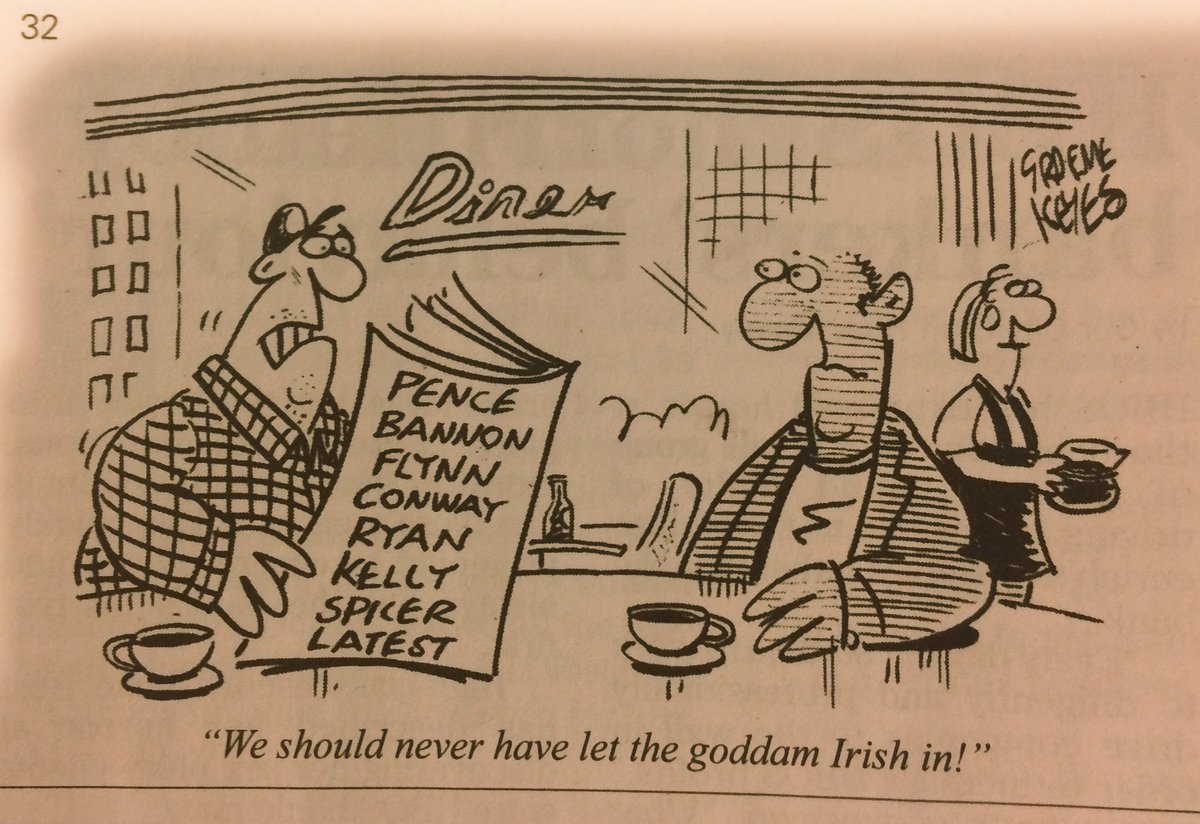 32
Diner
GRAEME
KEYES
PENCE
BANNON
FLYNN
CONWAY
RYAN
KELLY
SPICER
LATEST
“We should never have let the goddam Irish in!”